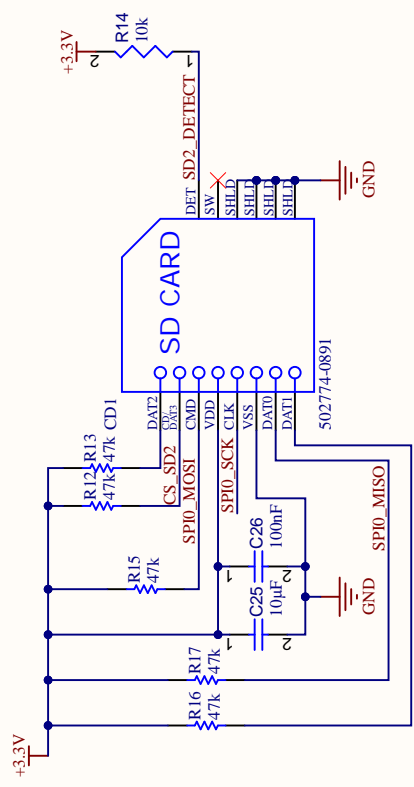 +3.3V
2
R14
10k
1
SD2_DETECT
DET
SW
SHLD
SHLD
SHLD
SHLD
GND
SD CARD
502774-0891
CD1
DAT2
CD/
DAT3
CMD
VDD
CLK
VSS
DAT0
DAT1
R13
47k
R12
47k
CS_SD2
SPI0_MOSI
SPI0_SCK
SPI0_MISO
R15
47k
1
C26
100nF
2
1
C25
10µF
2
GND
R17
47k
R16
47k
+3.3V